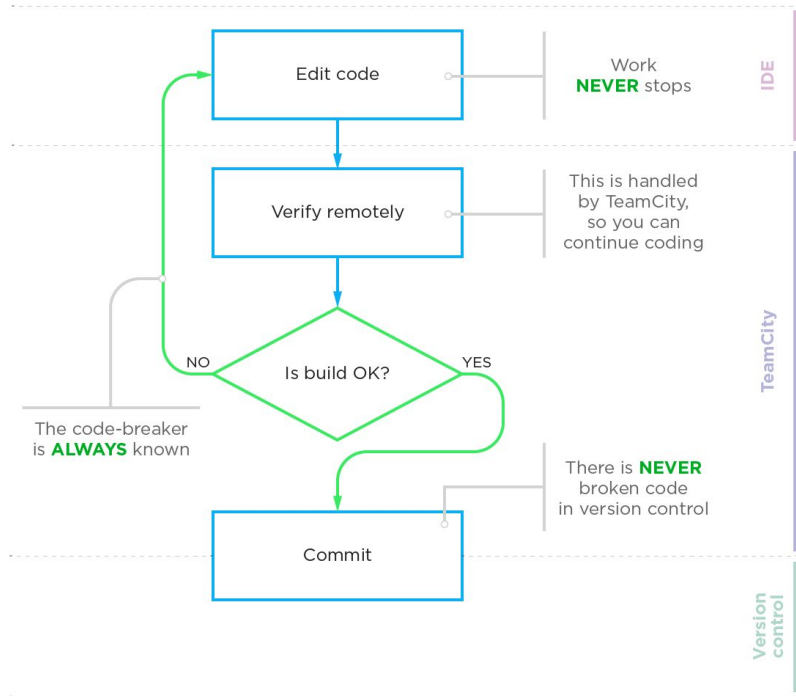 Edit code
Work
NEVER stops
IDE
Verify remotely
This is handled
by TeamCity,
so you can
continue coding
TeamCity
NO
Is build OK?
YES
The code-breaker
is ALWAYS known
There is NEVER
broken code
in version control
Commit
Version
control